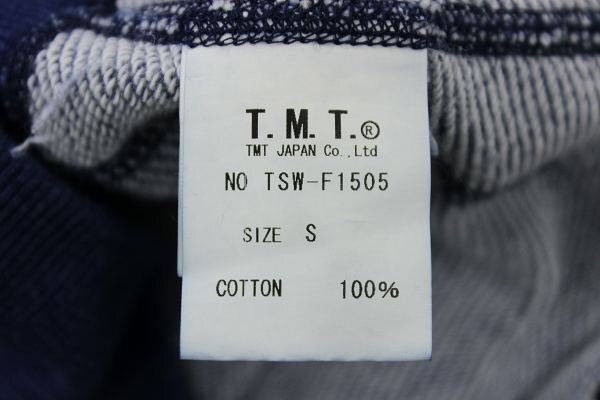 T.M.T.®
TMT JAPAN Co.,Ltd
NO TSW-F1505
SIZE S
COTTON 100%